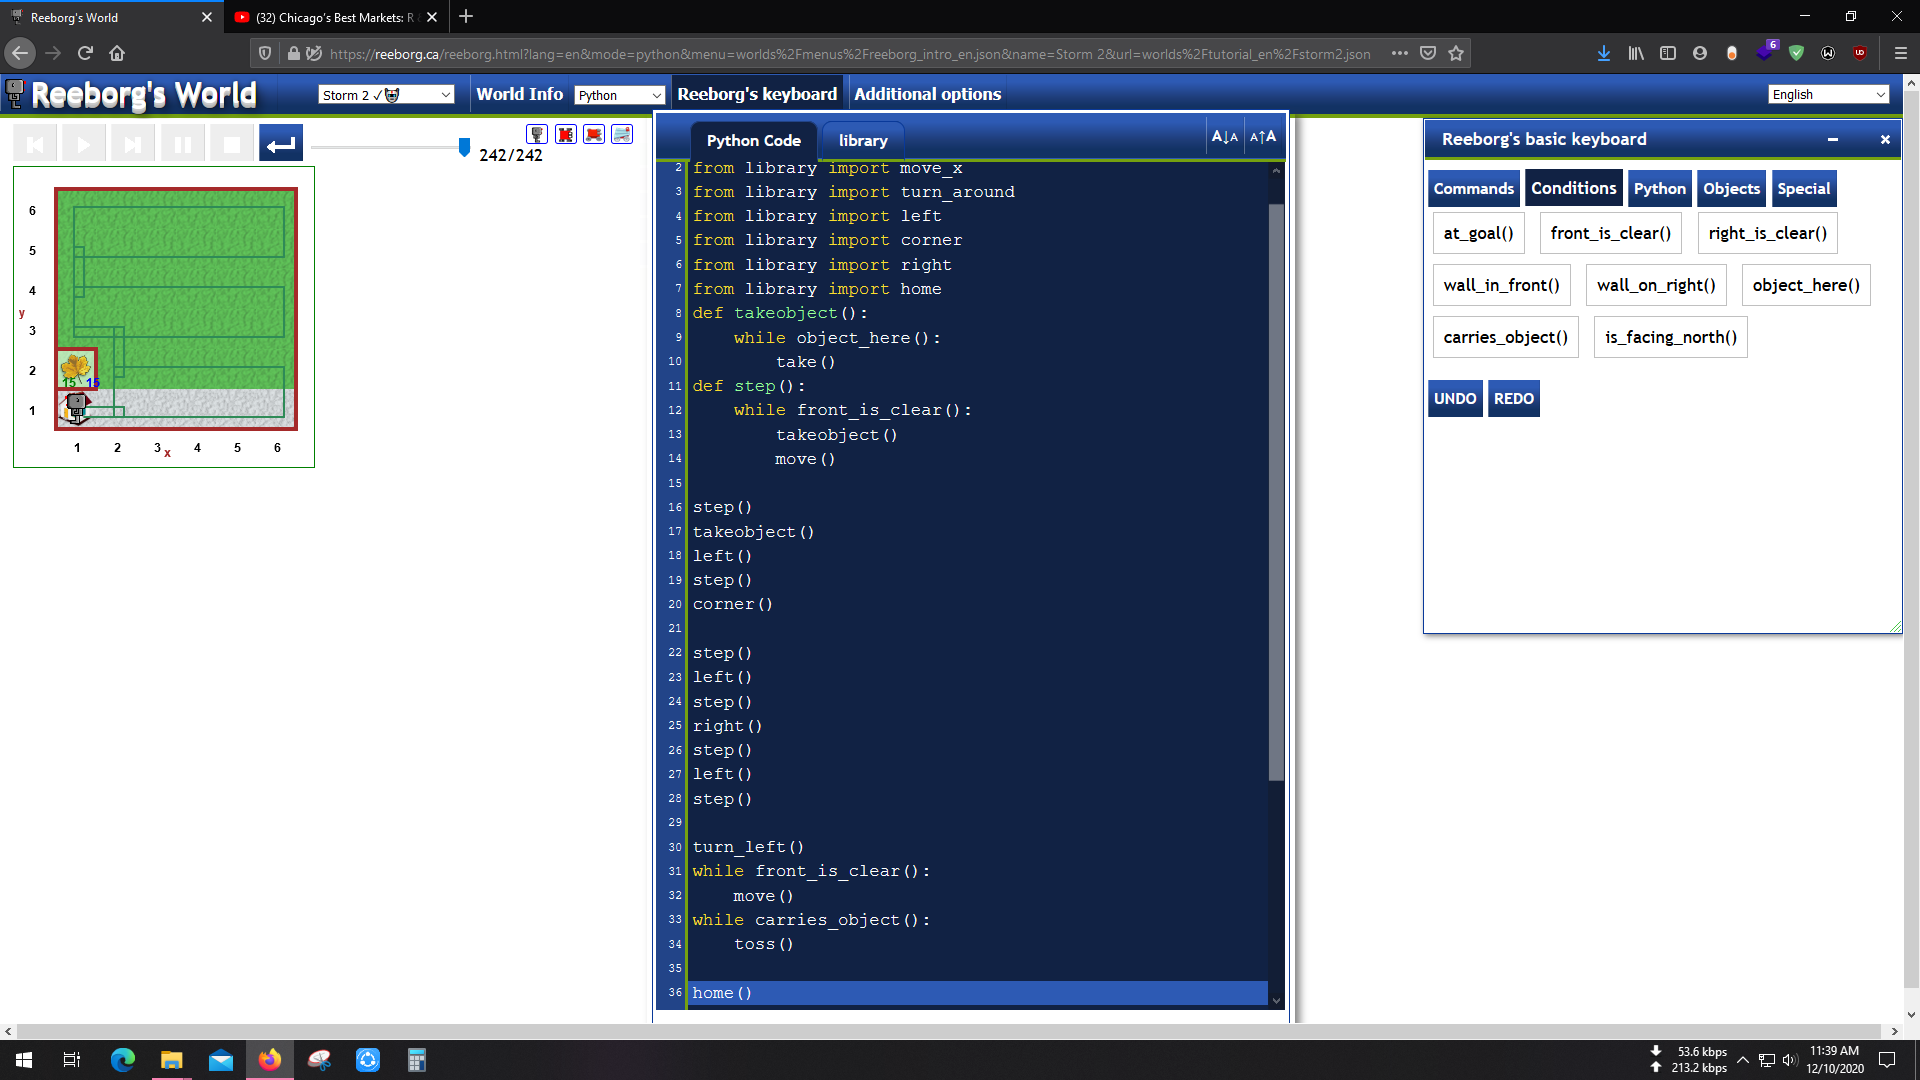 Reeborg's World
(32) Chicago's Best Markets: R
https://reeborg.ca/reeborg.html?lang=en&mode=python&menu=worlds%2Fmenus%2Freeborg_intro_en.json&name=Storm 2&url=worlds%2Ftutorial_en%2Fstorm2.json
6
Reeborg's World
Storm 2 ✓
World Info
Python
Reeborg's keyboard
Additional options
English
242/242
Python Code
library
A↓A
A↑A
2 from library import move_x
3 from library import turn_around
4 from library import left
5 from library import corner
6 from library import right
7 from library import home
8 def takeobject():
9 while object_here():
10 take()
11 def step():
12 while front_is_clear():
13 takeobject()
14 move()
15
16 step()
17 takeobject()
18 left()
19 step()
20 corner()
21
22 step()
23 left()
24 step()
25 right()
26 step()
27 left()
28 step()
29
30 turn_left()
31 while front_is_clear():
32 move()
33 while carries_object():
34 toss()
35
36 home()
6
5
4
y
3
2
15 15
1
1 2 3 x 4 5 6
Reeborg's basic keyboard
Commands Conditions Python Objects Special
at_goal() front_is_clear() right_is_clear()
wall_in_front() wall_on_right() object_here()
carries_object() is_facing_north()
UNDO REDO
53.6 kbps
213.2 kbps
11:39 AM
12/10/2020